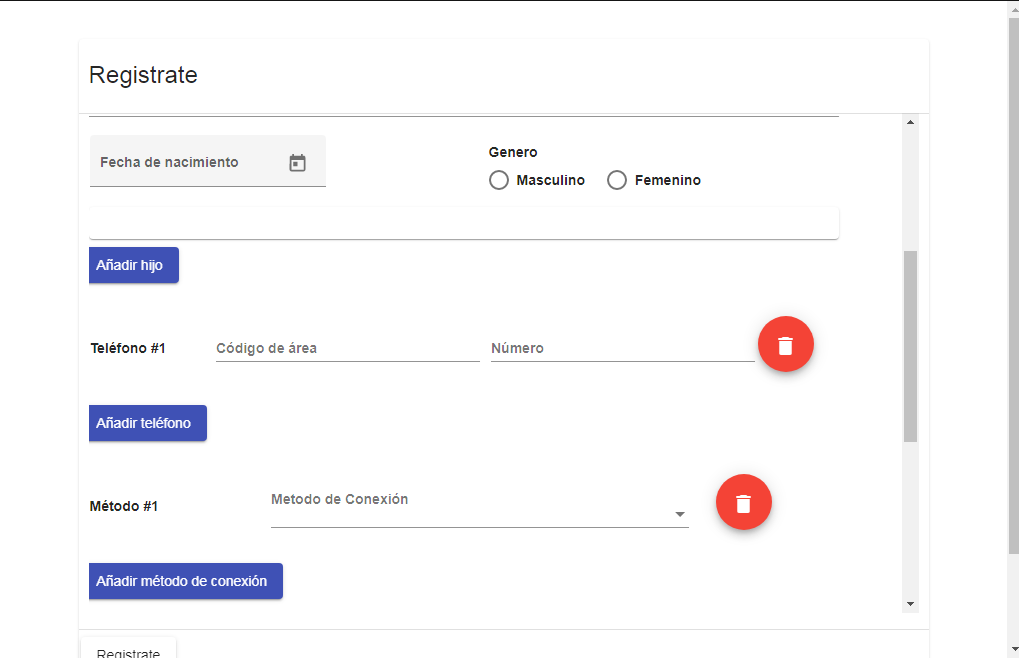 Registrate
Fecha de nacimiento
Genero
Masculino Femenino
Añadir hijo
Teléfono #1 Código de área Número
Añadir teléfono
Método #1 Metodo de Conexión
Añadir método de conexión
Registrate